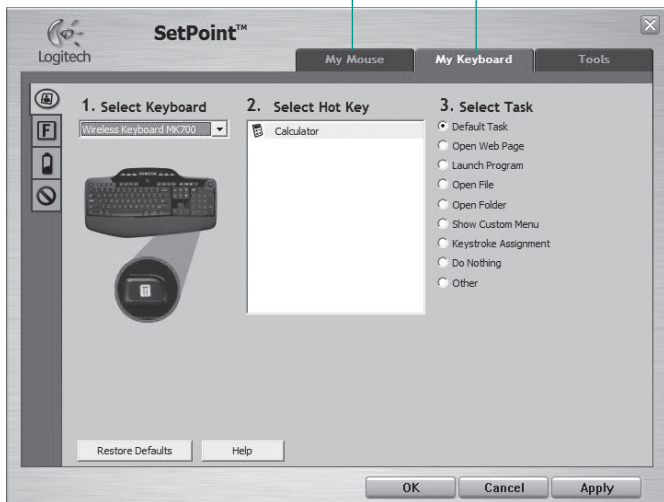 SetPoint™
Logitech
My Mouse
My Keyboard
Tools
1. Select Keyboard
Wireless Keyboard MK700
2. Select Hot Key
Calculator
3. Select Task
Default Task
Open Web Page
Launch Program
Open File
Open Folder
Show Custom Menu
Keystroke Assignment
Do Nothing
Other
F
Restore Defaults
Help
OK
Cancel
Apply